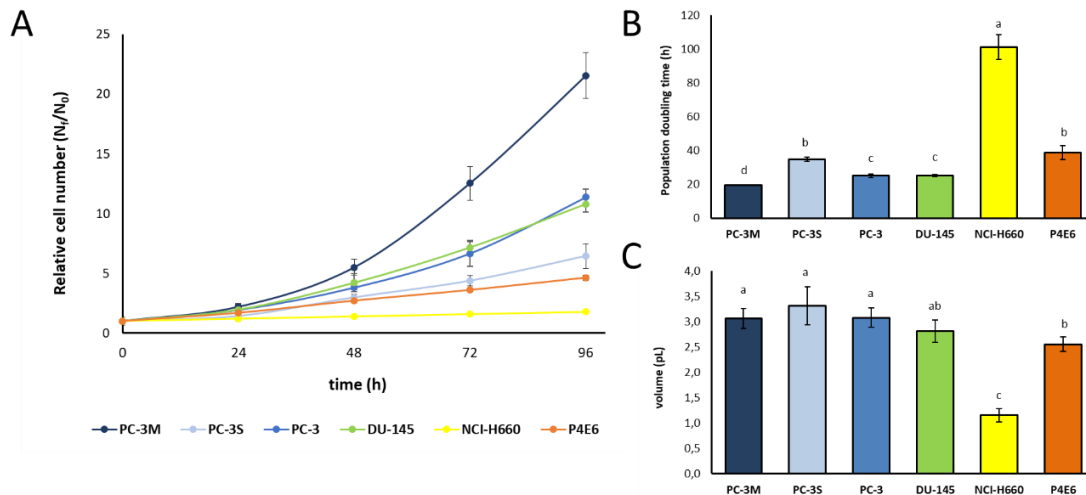 A
25
20
15
10
5
0
Relative cell number (Nf/N0)
0 24 48 72 96
time (h)
PC-3M PC-3S PC-3 DU-145 NCI-H660 P4E6
B
120
100
80
60
40
20
0
Population doubling time (h)
d b c c a b
PC-3M PC-3S PC-3 DU-145 NCI-H660 P4E6
C
4,0
3,5
3,0
2,5
2,0
1,5
1,0
0,5
0,0
volume (pL)
a a a ab c b
PC-3M PC-3S PC-3 DU-145 NCI-H660 P4E6